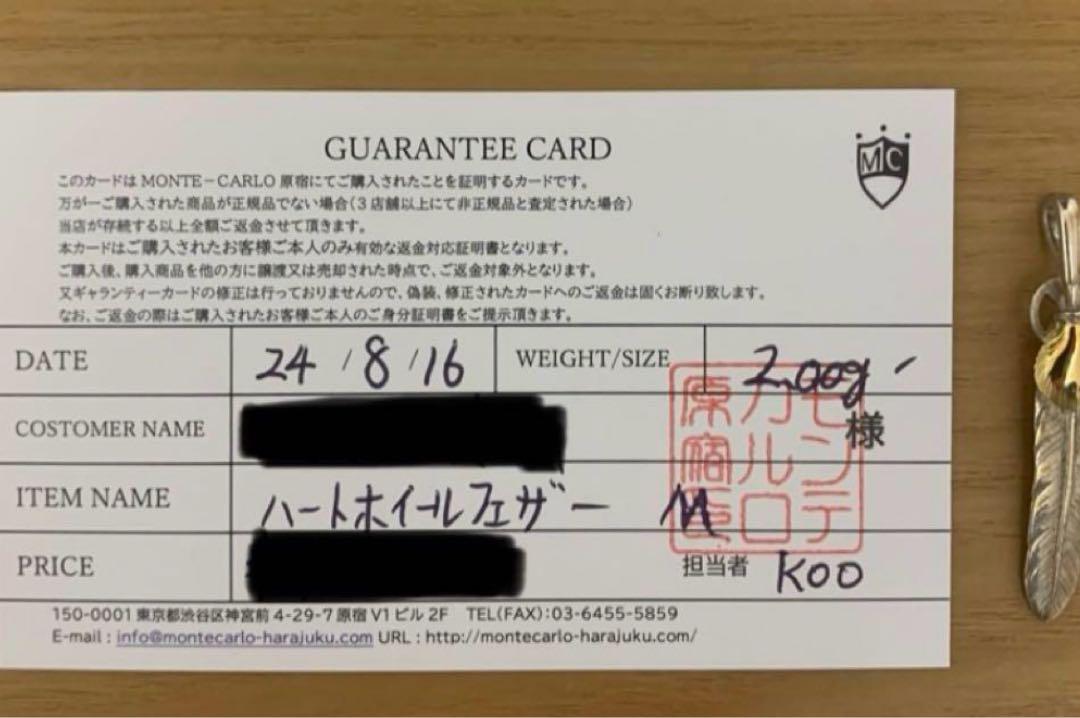 GUARANTEE CARD
MC
このカードはMONTE-CARLO 原宿にてご購入されたことを証明するカードです。
万が一ご購入された商品が正規品でない場合(3店舗以上にて非正規品と査定された場合)
当店が存続する以上全額ご返金させて頂きます。
本カードはご購入されたお客様ご本人のみ有効な返金対応証明書となります。
ご購入後、購入商品を他の方に譲渡又は売却された時点で、ご返金対象外となります。
又ギャランティーカードの修正は行っておりませんので、偽装、修正されたカードへのご返金は固くお断り致します。
なお、ご返金の際はご購入されたお客様ご本人のご身分証明書をご提示頂きます。
DATE 24/8/16 WEIGHT/SIZE 2.00g
COSTOMER NAME 様
ITEM NAME ハートホイールフェザー M
モンテ
カルロ
原宿
PRICE 担当者 KOO
150-0001 東京都渋谷区神宮前 4-29-7 原宿 V1 ビル 2F TEL(FAX):03-6455-5859
E-mail : info@montecarlo-harajuku.com URL : http://montecarlo-harajuku.com/